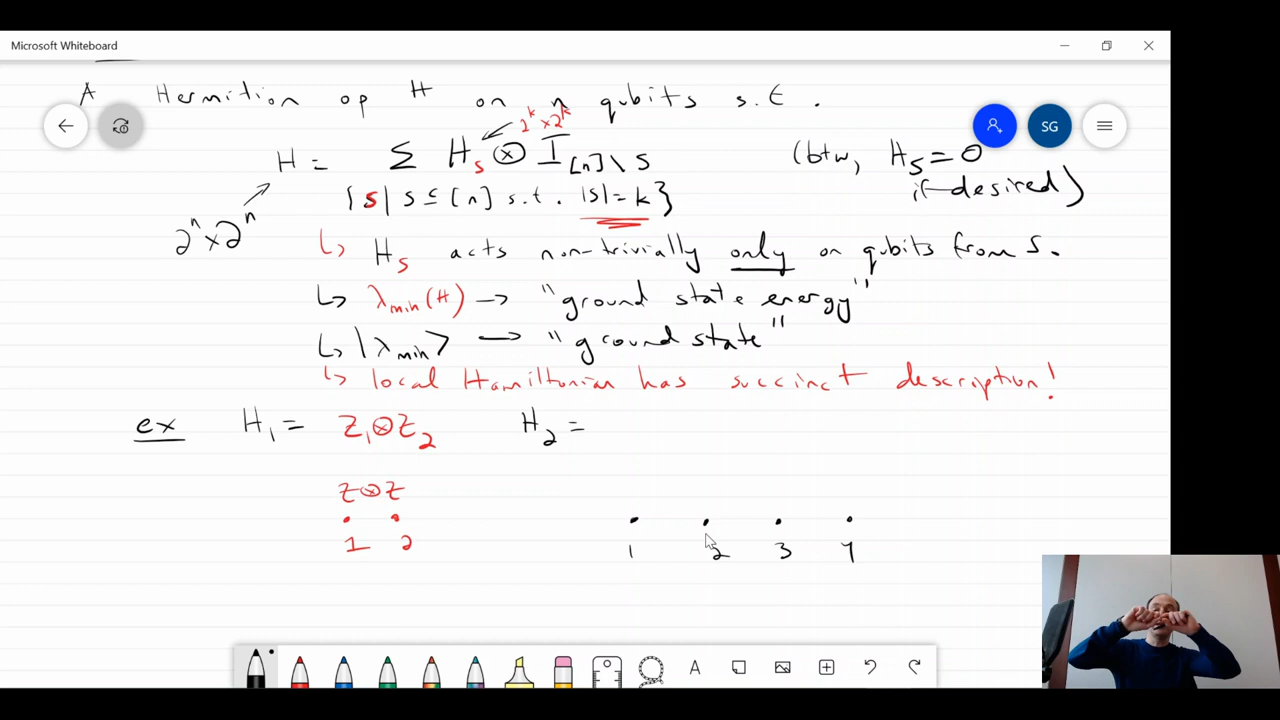 Microsoft Whiteboard
A Hermition op H on n qubits s.t.
SG
2^k x 2^k
H = Σ H_S ⊗ I_[n]\S (btw, H_S = 0
{S | S ⊆ [n] s.t. |S| = k} if desired)
2^n x 2^n
↳ H_S acts non-trivially only on qubits from S.
↳ λ_min(H) → "ground state energy"
↳ |λ_min> → "ground state"
↳ local Hamiltonian has succinct description!
ex H_1 = Z_1 ⊗ Z_2 H_2 =
Z ⊗ Z
1 2 1 2 3 4
A